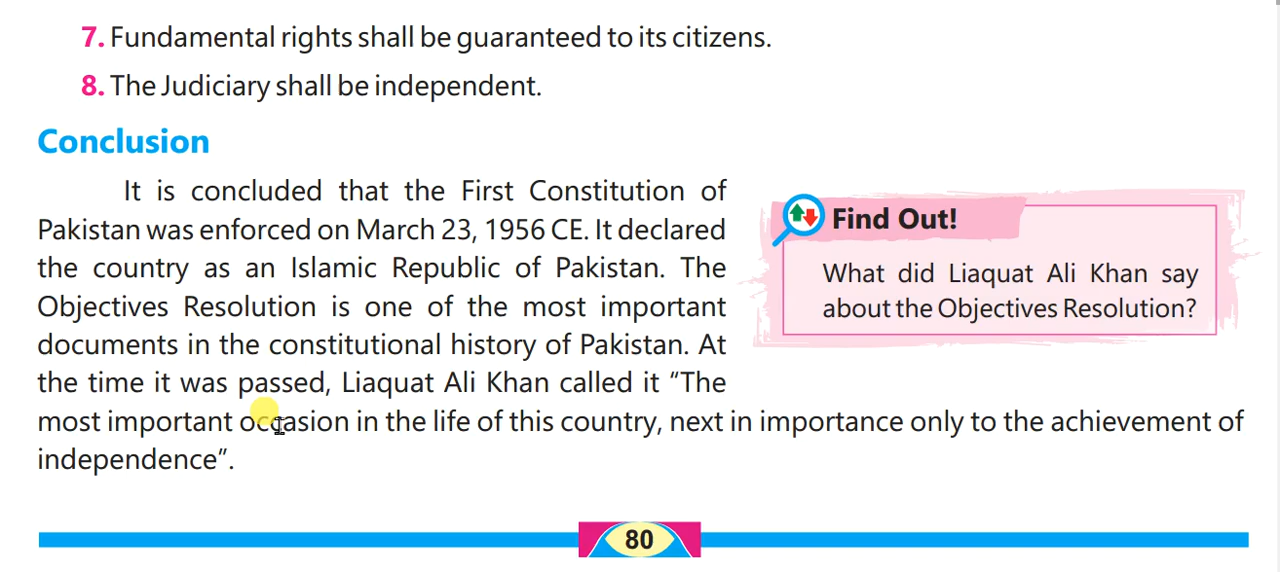 7. Fundamental rights shall be guaranteed to its citizens.
8. The Judiciary shall be independent.
Conclusion
It is concluded that the First Constitution of
Pakistan was enforced on March 23, 1956 CE. It declared
the country as an Islamic Republic of Pakistan. The
Objectives Resolution is one of the most important
documents in the constitutional history of Pakistan. At
the time it was passed, Liaquat Ali Khan called it “The
most important occasion in the life of this country, next in importance only to the achievement of
independence”.
Find Out!
What did Liaquat Ali Khan say
about the Objectives Resolution?
80